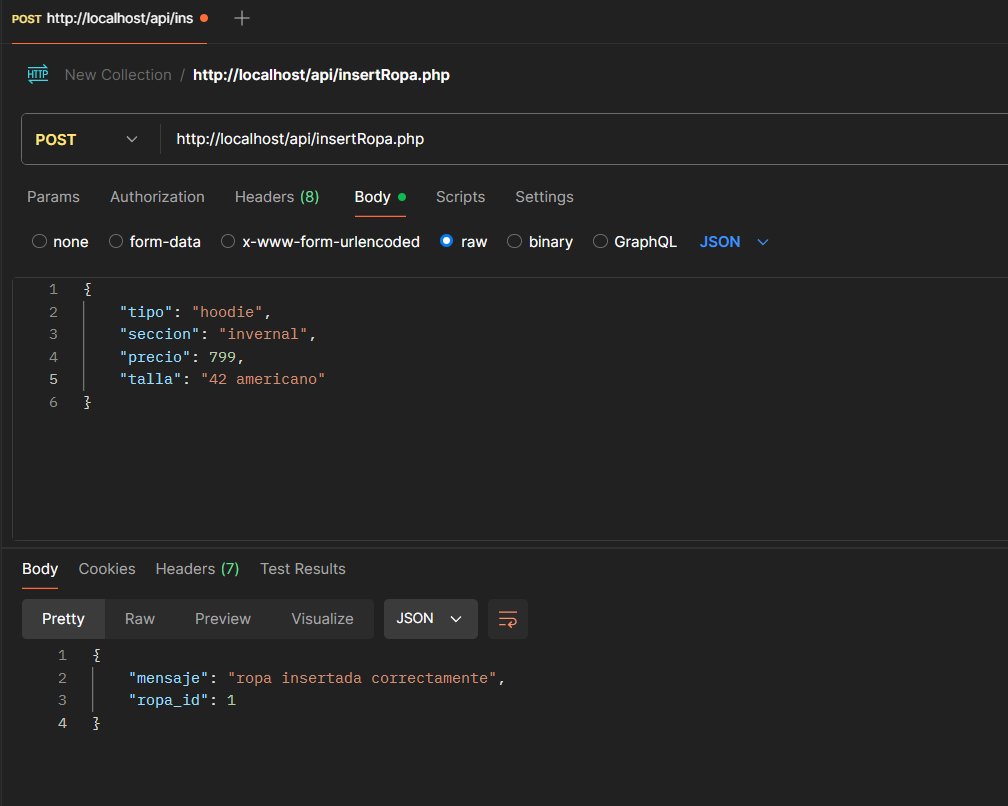 POST http://localhost/api/ins
New Collection / http://localhost/api/insertRopa.php
POST http://localhost/api/insertRopa.php
Params Authorization Headers (8) Body Scripts Settings
none form-data x-www-form-urlencoded raw binary GraphQL JSON
1 {
2 "tipo": "hoodie",
3 "seccion": "invernal",
4 "precio": 799,
5 "talla": "42 americano"
6 }
Body Cookies Headers (7) Test Results
Pretty Raw Preview Visualize JSON
1 {
2 "mensaje": "ropa insertada correctamente",
3 "ropa_id": 1
4 }